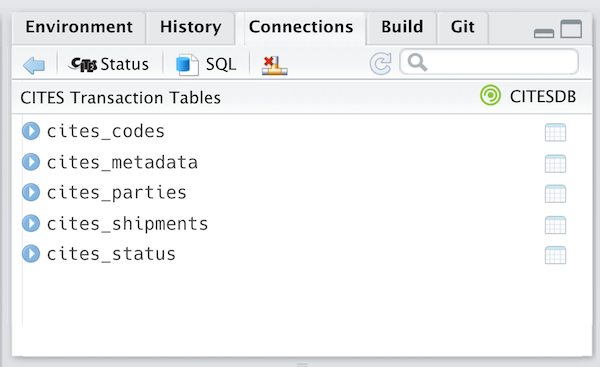 Environment History Connections Build Git
CITES Status SQL
CITES Transaction Tables CITESDB
cites_codes
cites_metadata
cites_parties
cites_shipments
cites_status